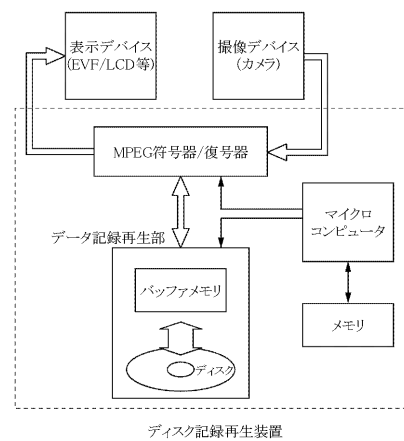 表示デバイス
(EVF/LCD等)
撮像デバイス
(カメラ)
MPEG符号器/復号器
データ記録再生部
マイクロ
コンピュータ
バッファメモリ
メモリ
ディスク
ディスク記録再生装置